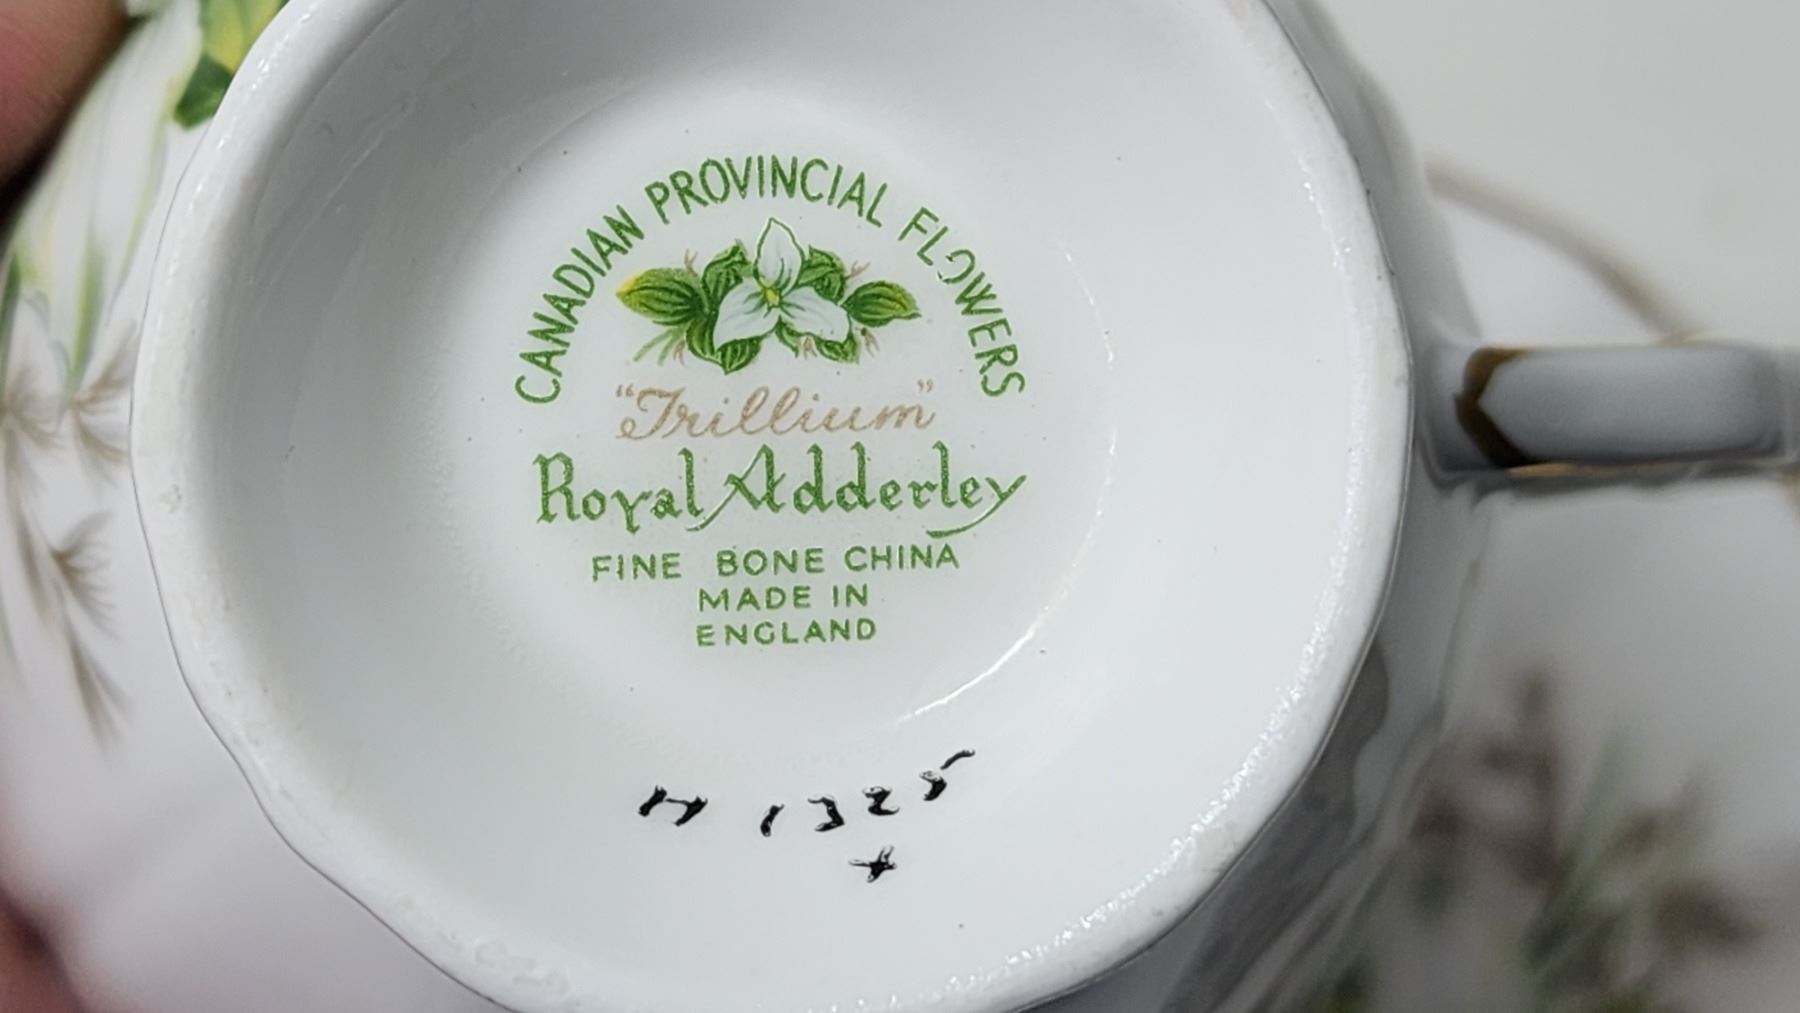 CANADIAN PROVINCIAL FLOWERS
"Trillium"
Royal Adderley
FINE BONE CHINA
MADE IN
ENGLAND
H 1325